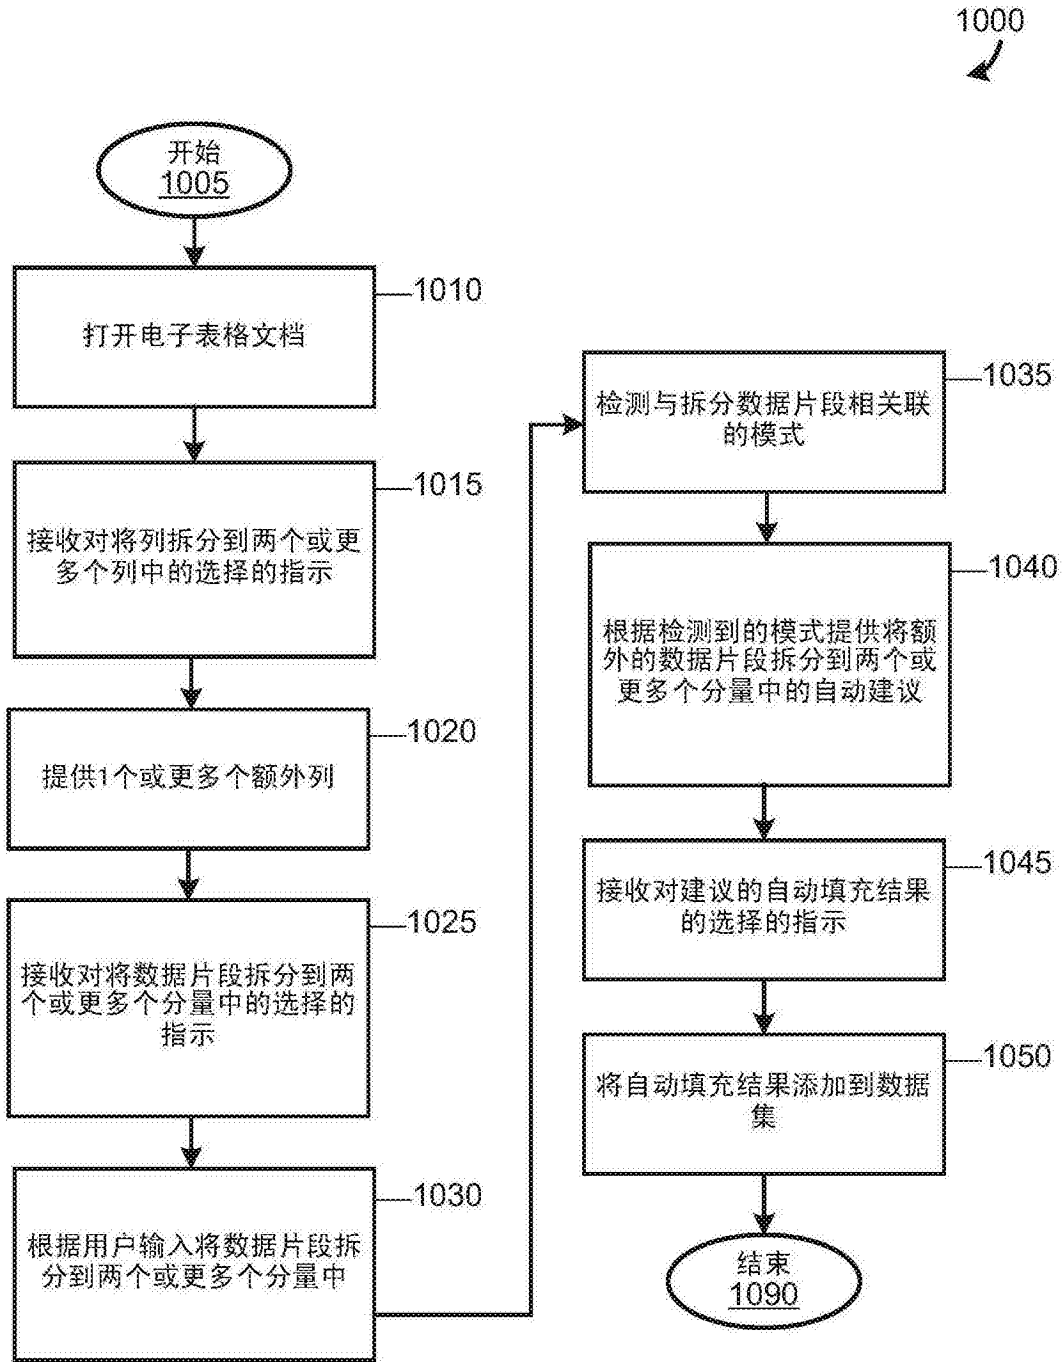 1000
开始
1005
1010
打开电子表格文档
1015
接收对将列拆分到两个或更
多个列中的选择的指示
1020
提供1个或更多个额外列
1025
接收对将数据片段拆分到两
个或更多个分量中的选择的
指示
1030
根据用户输入将数据片段拆
分到两个或更多个分量中
1035
检测与拆分数据片段相关联
的模式
1040
根据检测到的模式提供将额
外的数据片段拆分到两个或
更多个分量中的自动建议
1045
接收对建议的自动填充结果
的选择的指示
1050
将自动填充结果添加到数据
集
结束
1090